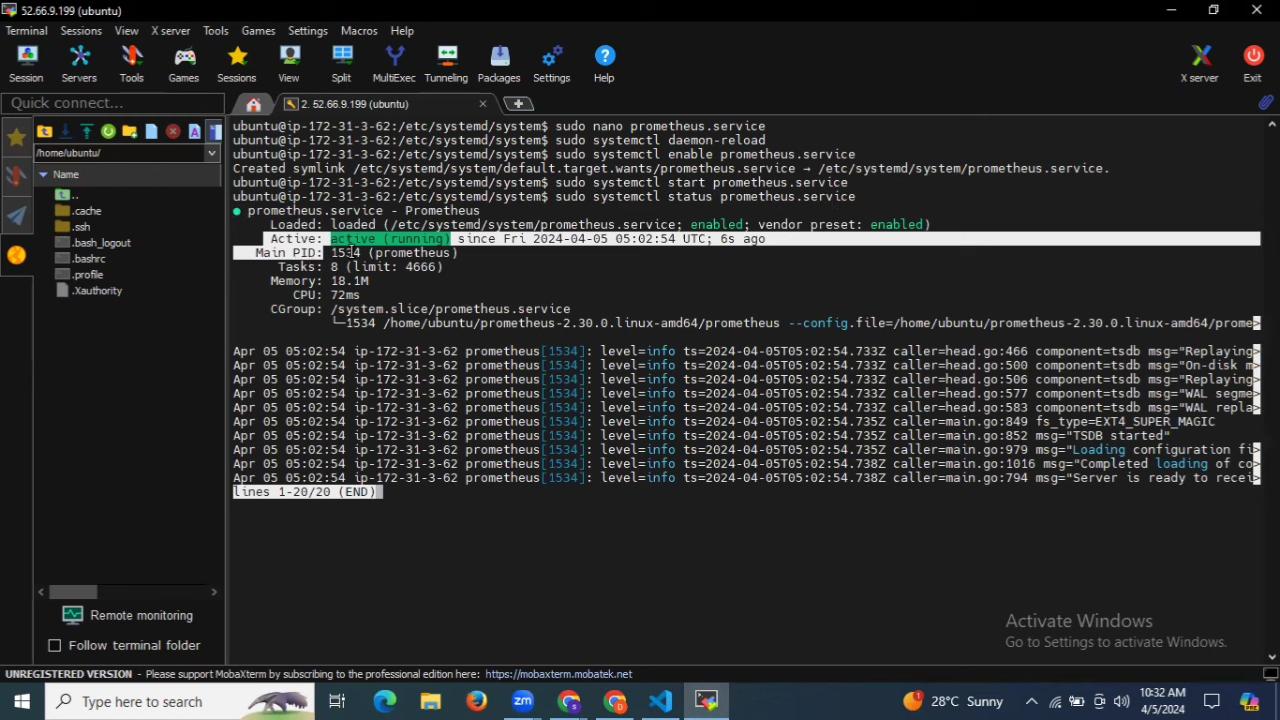 52.66.9.199 (ubuntu)
Terminal Sessions View X server Tools Games Settings Macros Help
Session Servers Tools Games Sessions View Split MultiExec Tunneling Packages Settings Help X server Exit
Quick connect...
2. 52.66.9.199 (ubuntu)
/home/ubuntu/
Name
..
.cache
.ssh
.bash_logout
.bashrc
.profile
.Xauthority
Remote monitoring
Follow terminal folder
ubuntu@ip-172-31-3-62:/etc/systemd/system$ sudo nano prometheus.service
ubuntu@ip-172-31-3-62:/etc/systemd/system$ sudo systemctl daemon-reload
ubuntu@ip-172-31-3-62:/etc/systemd/system$ sudo systemctl enable prometheus.service
Created symlink /etc/systemd/system/default.target.wants/prometheus.service → /etc/systemd/system/prometheus.service.
ubuntu@ip-172-31-3-62:/etc/systemd/system$ sudo systemctl start prometheus.service
ubuntu@ip-172-31-3-62:/etc/systemd/system$ sudo systemctl status prometheus.service
● prometheus.service - Prometheus
Loaded: loaded (/etc/systemd/system/prometheus.service; enabled; vendor preset: enabled)
Active: active (running) since Fri 2024-04-05 05:02:54 UTC; 6s ago
Main PID: 1534 (prometheus)
Tasks: 8 (limit: 4666)
Memory: 18.1M
CPU: 72ms
CGroup: /system.slice/prometheus.service
└─1534 /home/ubuntu/prometheus-2.30.0.linux-amd64/prometheus --config.file=/home/ubuntu/prometheus-2.30.0.linux-amd64/prome>
Apr 05 05:02:54 ip-172-31-3-62 prometheus[1534]: level=info ts=2024-04-05T05:02:54.733Z caller=head.go:466 component=tsdb msg="Replaying>
Apr 05 05:02:54 ip-172-31-3-62 prometheus[1534]: level=info ts=2024-04-05T05:02:54.733Z caller=head.go:500 component=tsdb msg="On-disk m>
Apr 05 05:02:54 ip-172-31-3-62 prometheus[1534]: level=info ts=2024-04-05T05:02:54.733Z caller=head.go:506 component=tsdb msg="Replaying>
Apr 05 05:02:54 ip-172-31-3-62 prometheus[1534]: level=info ts=2024-04-05T05:02:54.733Z caller=head.go:577 component=tsdb msg="WAL segme>
Apr 05 05:02:54 ip-172-31-3-62 prometheus[1534]: level=info ts=2024-04-05T05:02:54.733Z caller=head.go:583 component=tsdb msg="WAL repla>
Apr 05 05:02:54 ip-172-31-3-62 prometheus[1534]: level=info ts=2024-04-05T05:02:54.735Z caller=main.go:849 fs_type=EXT4_SUPER_MAGIC
Apr 05 05:02:54 ip-172-31-3-62 prometheus[1534]: level=info ts=2024-04-05T05:02:54.735Z caller=main.go:852 msg="TSDB started"
Apr 05 05:02:54 ip-172-31-3-62 prometheus[1534]: level=info ts=2024-04-05T05:02:54.735Z caller=main.go:979 msg="Loading configuration fi>
Apr 05 05:02:54 ip-172-31-3-62 prometheus[1534]: level=info ts=2024-04-05T05:02:54.738Z caller=main.go:1016 msg="Completed loading of co>
Apr 05 05:02:54 ip-172-31-3-62 prometheus[1534]: level=info ts=2024-04-05T05:02:54.738Z caller=main.go:794 msg="Server is ready to recei>
lines 1-20/20 (END)
Activate Windows
Go to Settings to activate Windows.
UNREGISTERED VERSION - Please support MobaXterm by subscribing to the professional edition here: https://mobaxterm.mobatek.net
Type here to search
zm
28°C Sunny
10:32 AM
4/5/2024